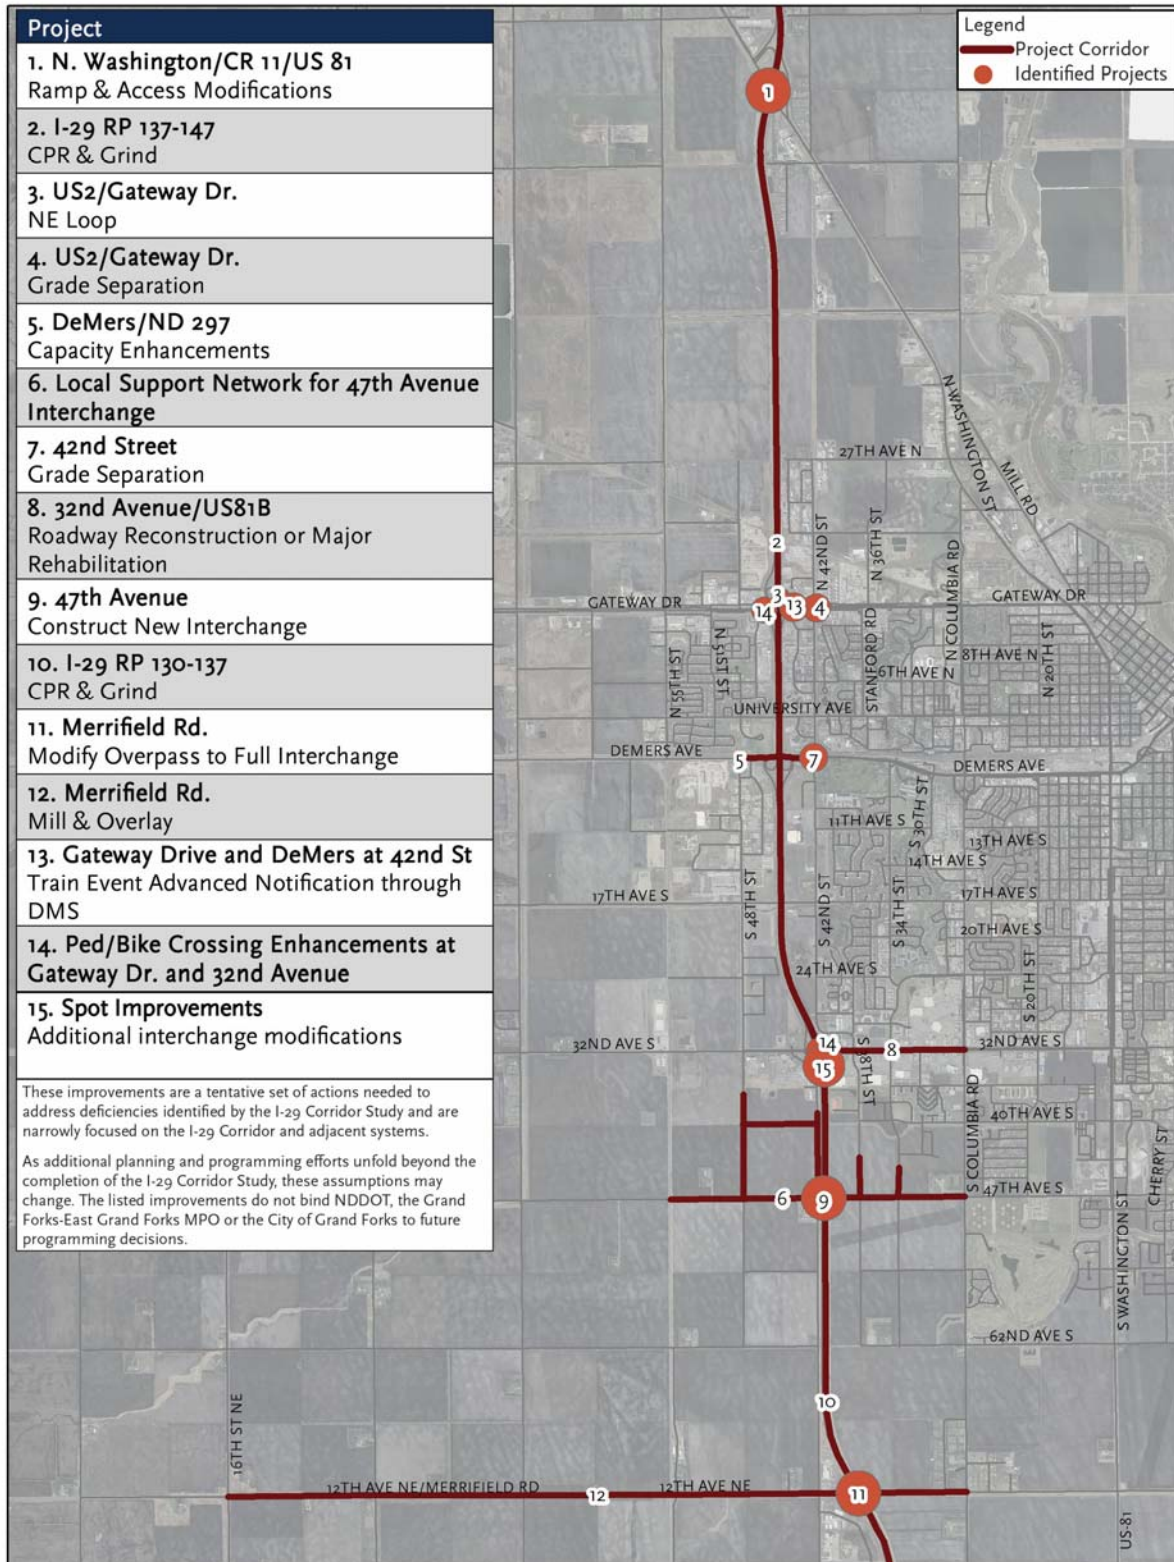 Project
1. N. Washington/CR 11/US 81
Ramp & Access Modifications
2. I-29 RP 137-147
CPR & Grind
3. US2/Gateway Dr.
NE Loop
4. US2/Gateway Dr.
Grade Separation
5. DeMers/ND 297
Capacity Enhancements
6. Local Support Network for 47th Avenue
Interchange
7. 42nd Street
Grade Separation
8. 32nd Avenue/US81B
Roadway Reconstruction or Major
Rehabilitation
9. 47th Avenue
Construct New Interchange
10. I-29 RP 130-137
CPR & Grind
11. Merrifield Rd.
Modify Overpass to Full Interchange
12. Merrifield Rd.
Mill & Overlay
13. Gateway Drive and DeMers at 42nd St
Train Event Advanced Notification through
DMS
14. Ped/Bike Crossing Enhancements at
Gateway Dr. and 32nd Avenue
15. Spot Improvements
Additional interchange modifications
These improvements are a tentative set of actions needed to
address deficiencies identified by the I-29 Corridor Study and are
narrowly focused on the I-29 Corridor and adjacent systems.
As additional planning and programming efforts unfold beyond the
completion of the I-29 Corridor Study, these assumptions may
change. The listed improvements do not bind NDDOT, the Grand
Forks-East Grand Forks MPO or the City of Grand Forks to future
programming decisions.
Legend
Project Corridor
Identified Projects
1
N WASHINGTON ST
MILL RD
27TH AVE N
2
N 42ND ST
N 36TH ST
N COLUMBIA RD
GATEWAY DR
3
14
13
4
GATEWAY DR
N 55TH ST
N 51ST ST
STANFORD RD
8TH AVE N
6TH AVE N
N 20TH ST
UNIVERSITY AVE
DEMERS AVE
5
7
DEMERS AVE
11TH AVE S
S 30TH ST
13TH AVE S
14TH AVE S
17TH AVE S
S 48TH ST
S 42ND ST
S 34TH ST
17TH AVE S
20TH AVE S
24TH AVE S
S 20TH ST
32ND AVE S
14
15
S 38TH ST
8
32ND AVE S
S COLUMBIA RD
40TH AVE S
CHERRY ST
6
9
47TH AVE S
S WASHINGTON ST
62ND AVE S
10
16TH ST NE
12TH AVE NE/MERRIFIELD RD
12
12TH AVE NE
11
US-81